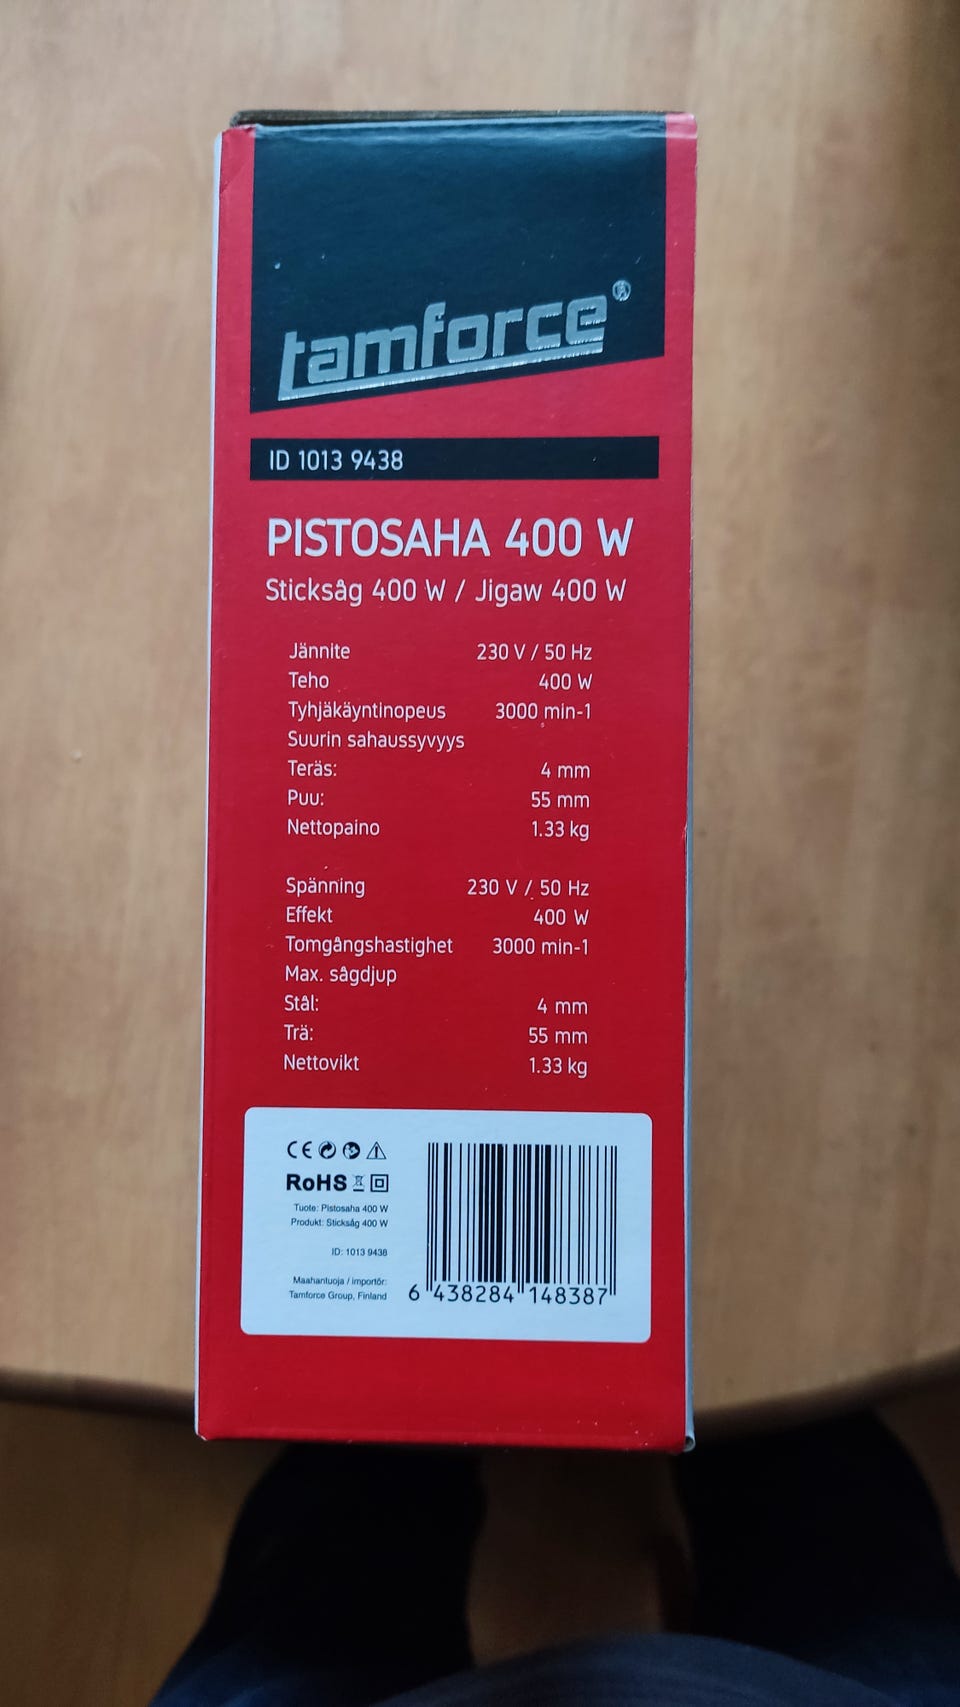 tamforce®
ID 1013 9438
PISTOSAHA 400 W
Sticksåg 400 W / Jigaw 400 W
Jännite 230 V / 50 Hz
Teho 400 W
Tyhjäkäyntinopeus 3000 min-1
Suurin sahaussyvyys
Teräs: 4 mm
Puu: 55 mm
Nettopaino 1.33 kg
Spänning 230 V / 50 Hz
Effekt 400 W
Tomgångshastighet 3000 min-1
Max. sågdjup
Stål: 4 mm
Trä: 55 mm
Nettovikt 1.33 kg
CE
RoHS
Tuote: Pistosaha 400 W
Produkt: Sticksåg 400 W
ID: 1013 9438
Maahantuoja / importör:
Tamforce Group, Finland
6 438284 148387